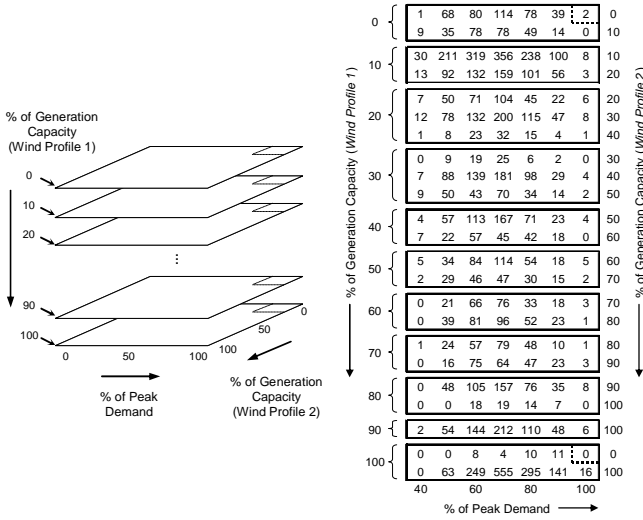 % of Generation
Capacity
(Wind Profile 1)
0
10
20
⋮
90
100
0
50
100
100
50
0
% of Peak
Demand
% of Generation
Capacity
(Wind Profile 2)
% of Generation Capacity (Wind Profile 1)
0
1 68 80 114 78 39 2 0
9 35 78 78 49 14 0 10
10
30 211 319 356 238 100 8 10
13 92 132 159 101 56 3 20
20
7 50 71 104 45 22 6 20
12 78 132 200 115 47 8 30
1 8 23 32 15 4 1 40
30
0 9 19 25 6 2 0 30
7 88 139 181 98 29 4 40
9 50 43 70 34 14 2 50
40
4 57 113 167 71 23 4 50
7 22 57 45 42 18 0 60
50
5 34 84 114 54 18 5 60
2 29 46 47 30 15 2 70
60
0 21 66 76 33 18 3 70
0 39 81 96 52 23 1 80
70
1 24 57 79 48 10 1 80
0 16 75 64 47 23 3 90
80
0 48 105 157 76 35 8 90
0 0 18 19 14 7 0 100
90 2 54 144 212 110 48 6 100
100
0 0 8 4 10 11 0 0
0 63 249 555 295 141 16 100
40 60 80 100
% of Peak Demand
% of Generation Capacity (Wind Profile 2)